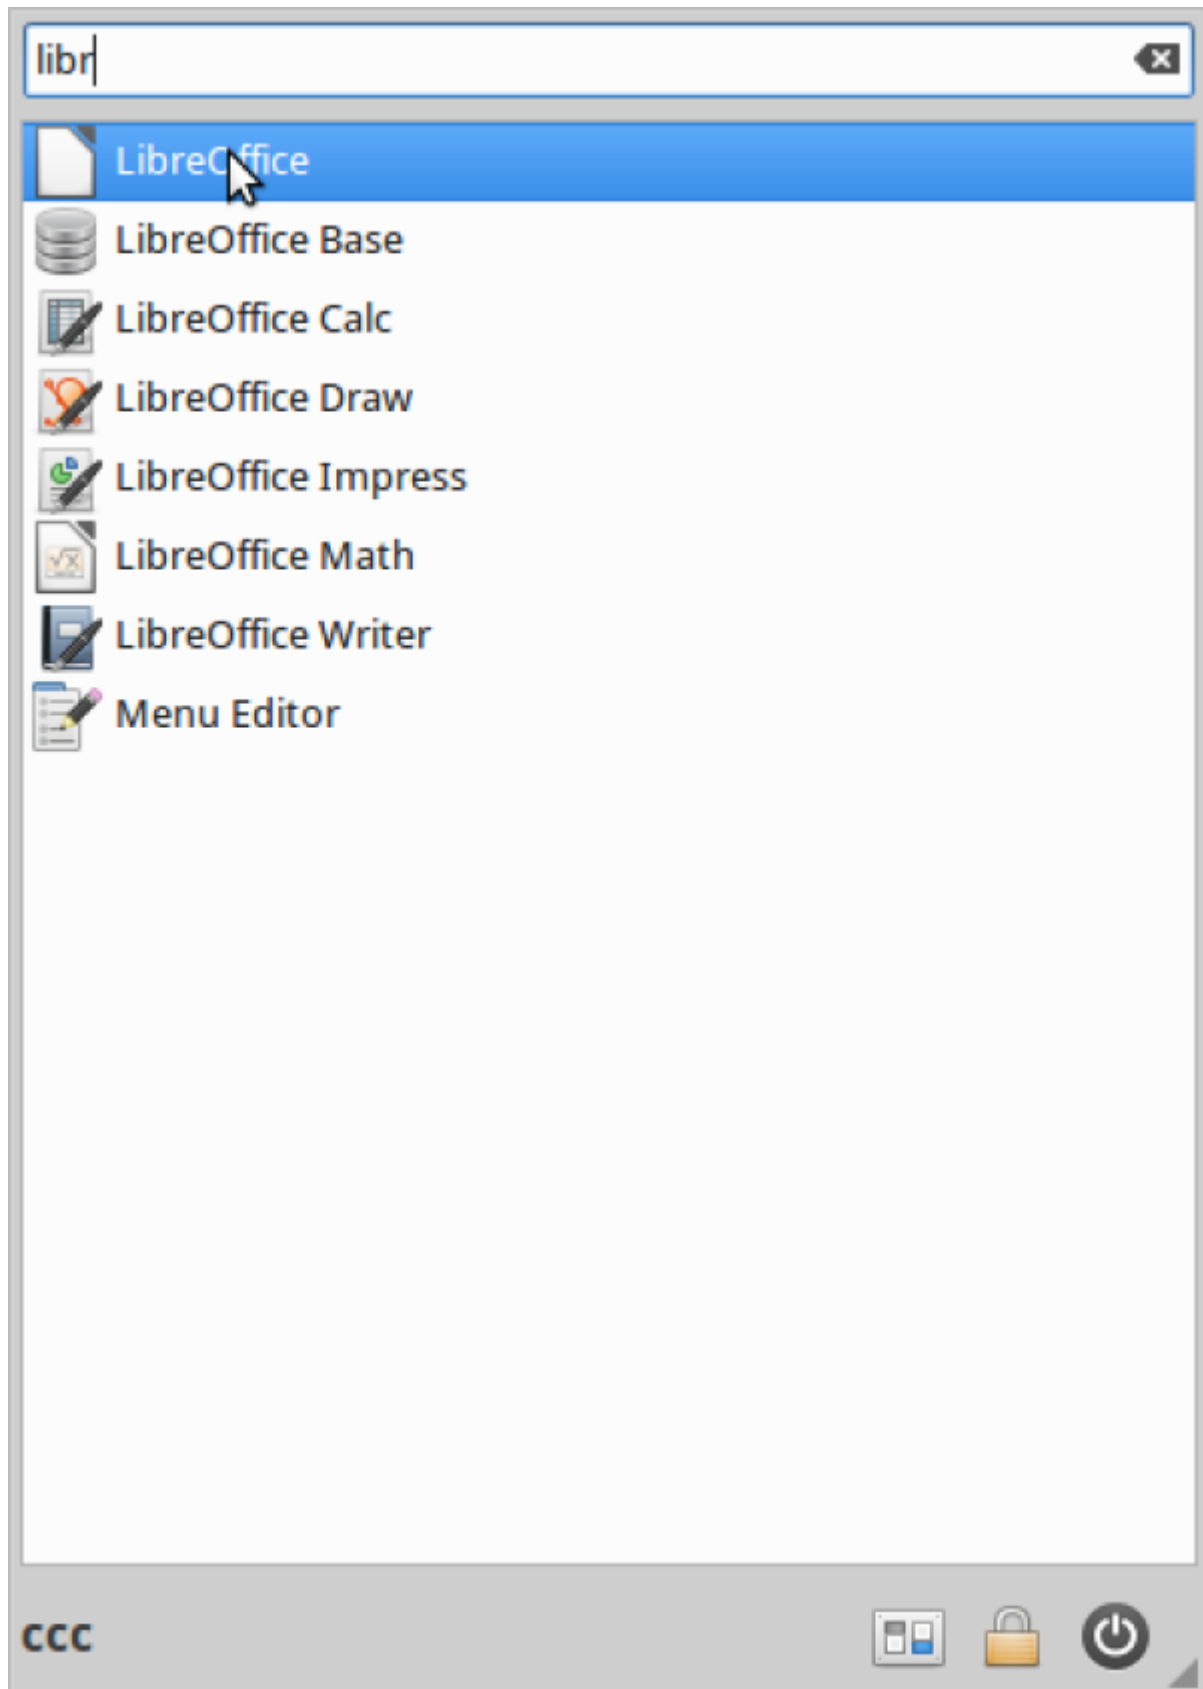 libr
LibreOffice
LibreOffice Base
LibreOffice Calc
LibreOffice Draw
LibreOffice Impress
LibreOffice Math
LibreOffice Writer
Menu Editor
ccc